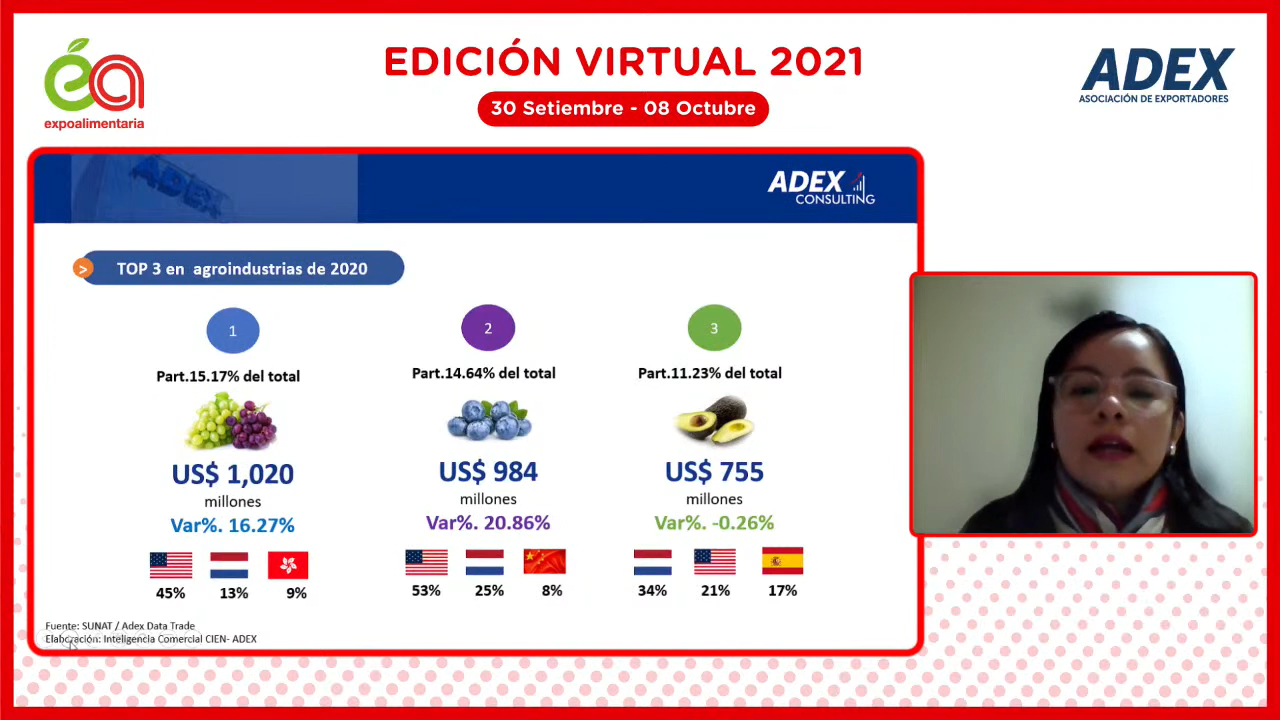 éa
expoalimentaria
EDICIÓN VIRTUAL 2021
30 Setiembre - 08 Octubre
ADEX
ASOCIACIÓN DE EXPORTADORES
ADEX
ADEX
CONSULTING
> TOP 3 en agroindustrias de 2020
1
2
3
Part.15.17% del total
Part.14.64% del total
Part.11.23% del total
US$ 1,020
US$ 984
US$ 755
millones
millones
millones
Var%. 16.27%
Var%. 20.86%
Var%. -0.26%
45% 13% 9%
53% 25% 8%
34% 21% 17%
Fuente: SUNAT / Adex Data Trade
Elaboración: Inteligencia Comercial CIEN- ADEX